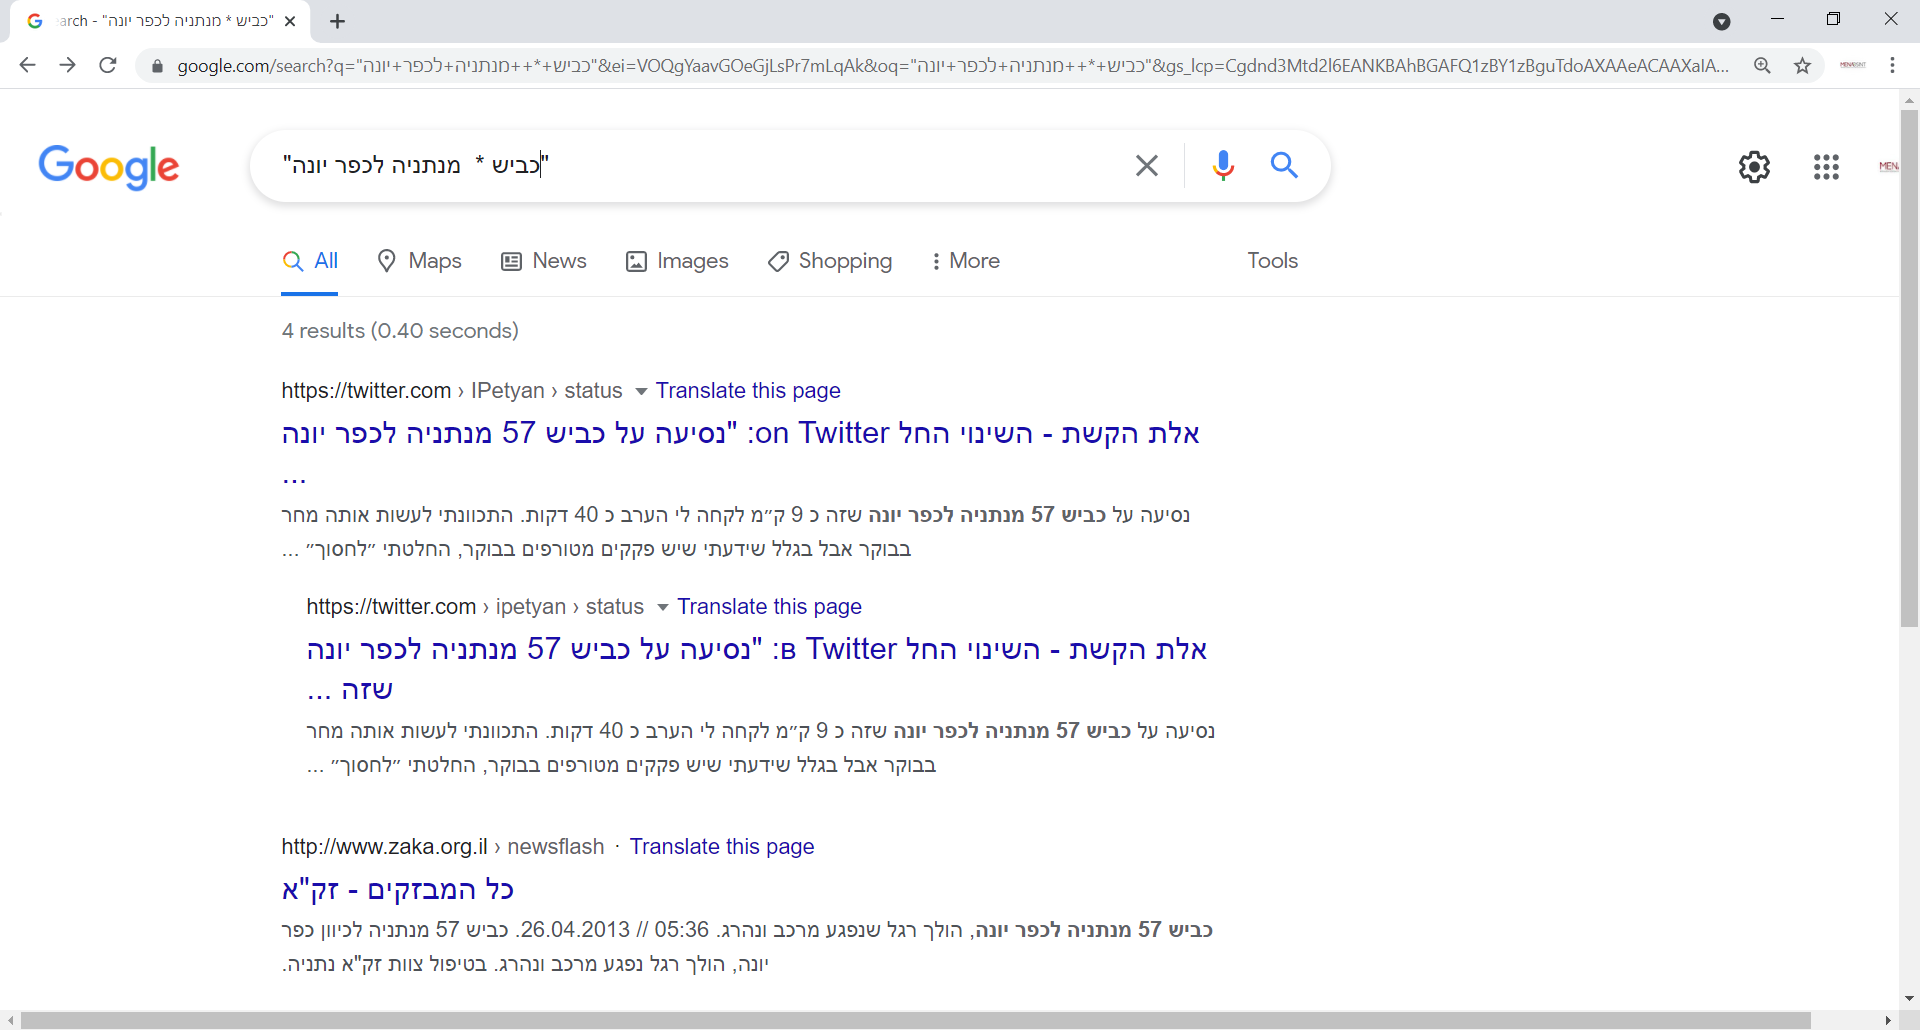 "כביש * מנתניה לכפר יונה" - arch
google.com/search?q="כביש+*++מנתניה+לכפר+יונה"&ei=VOQgYaavGOeGjLsPr7mLqAk&oq="כביש+*++מנתניה+לכפר+יונה"&gs_lcp=Cgdnd3Mtd2l6EANKBAhBGAFQ1zBY1zBguTdoAXAAeACAAXaIA...
Google
"כביש *  מנתניה לכפר יונה"
All Maps News Images Shopping More Tools
4 results (0.40 seconds)
https://twitter.com › IPetyan › status Translate this page
אלת הקשת - השינוי החל on Twitter: "נסיעה על כביש 57 מנתניה לכפר יונה
...
נסיעה על כביש 57 מנתניה לכפר יונה שזה כ 9 ק״מ לקחה לי הערב כ 40 דקות. התכוונתי לעשות אותה מחר
בבוקר אבל בגלל שידעתי שיש פקקים מטורפים בבוקר, החלטתי ״לחסוך״ ...
https://twitter.com › ipetyan › status Translate this page
אלת הקשת - השינוי החל в Twitter: "נסיעה על כביש 57 מנתניה לכפר יונה
שזה ...
נסיעה על כביש 57 מנתניה לכפר יונה שזה כ 9 ק״מ לקחה לי הערב כ 40 דקות. התכוונתי לעשות אותה מחר
בבוקר אבל בגלל שידעתי שיש פקקים מטורפים בבוקר, החלטתי ״לחסוך״ ...
http://www.zaka.org.il › newsflash · Translate this page
כל המבזקים - זק"א
כביש 57 מנתניה לכפר יונה, הולך רגל שנפגע מרכב ונהרג. 05:36 // 26.04.2013. כביש 57 מנתניה לכיוון כפר
יונה, הולך רגל נפגע מרכב ונהרג. בטיפול צוות זק"א נתניה.